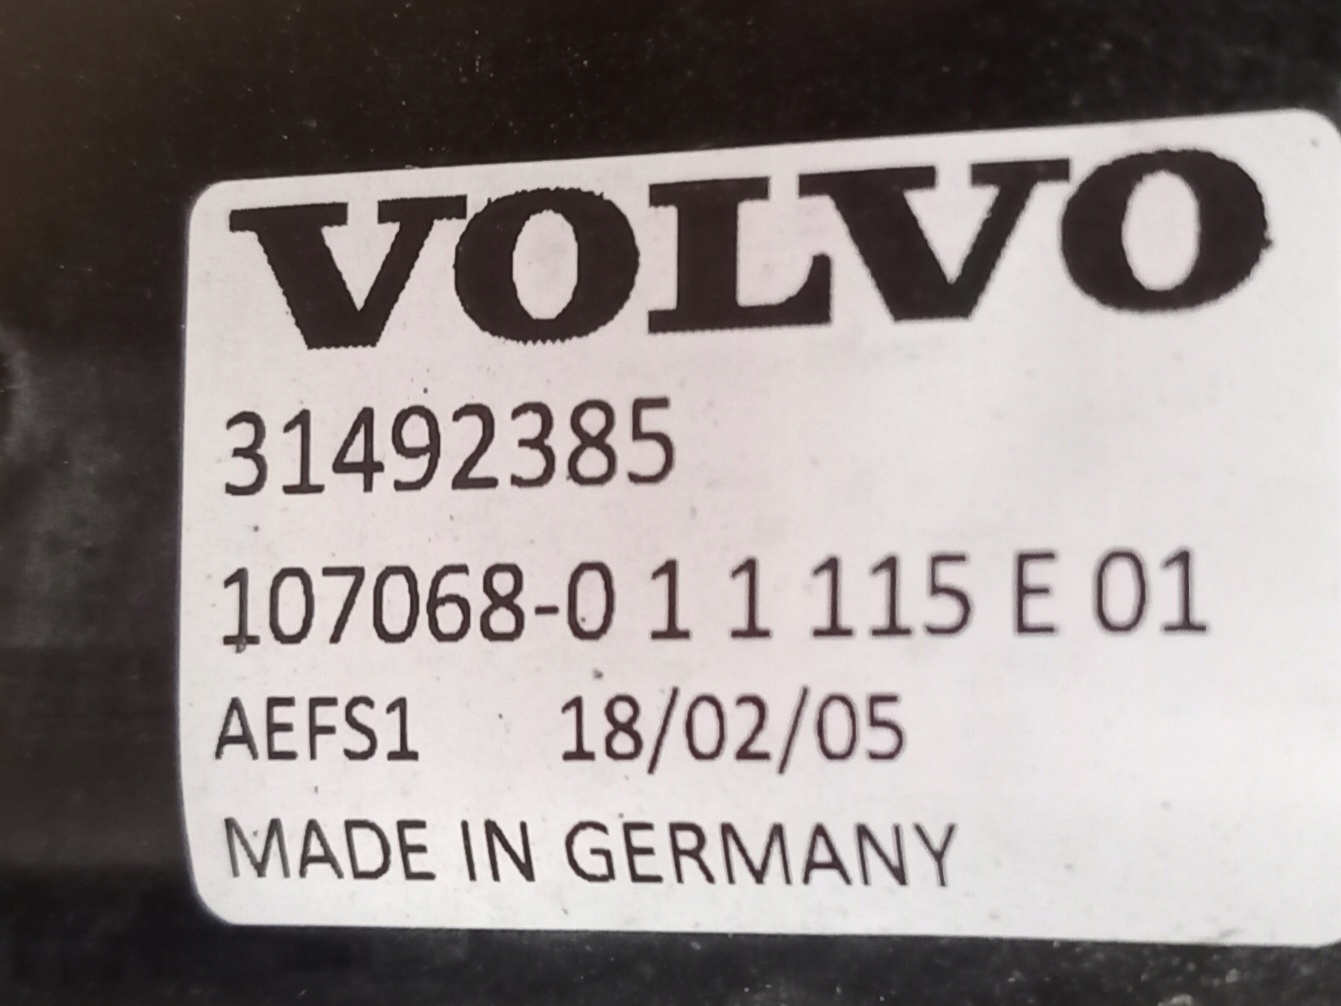 VOLVO
31492385
107068-0 1 1 115 E 01
AEFS1 18/02/05
MADE IN GERMANY